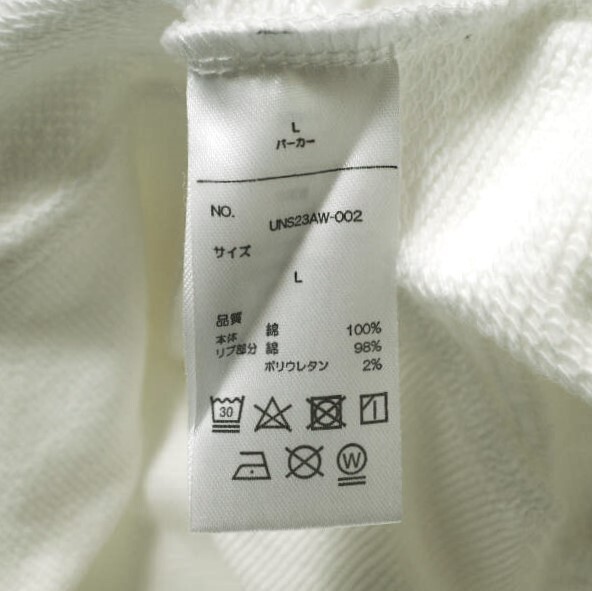 L
パーカー
NO.
UNS23AW-002
サイズ
L
品質
本体 綿 100%
リブ部分 綿 98%
ポリウレタン 2%
30
W